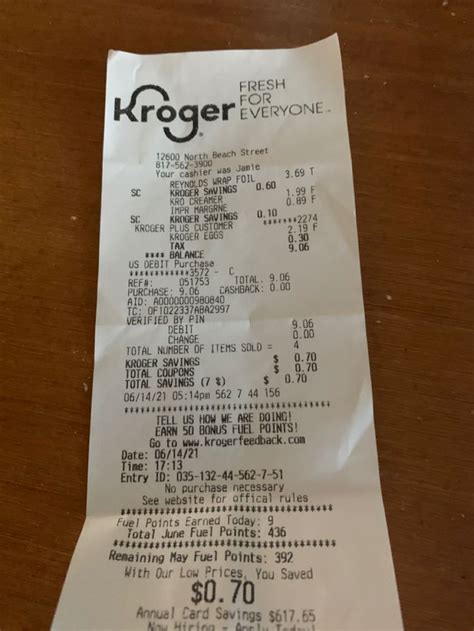 Kroger FRESH
FOR
EVERYONE™
12600 North Beach Street
817-562-3900
Your cashier was Jamie
REYNOLDS WRAP FOIL 3.69 T
SC KROGER SAVINGS 0.60
KRO CREAMER 1.99 F
IMPR MARGRNE 0.89 F
SC KROGER SAVINGS 0.10
KROGER PLUS CUSTOMER *******2274
KROGER EGGS 2.19 F
TAX 0.30
**** BALANCE 9.06
US DEBIT Purchase
************3572 - C
REF#: 051753 TOTAL: 9.06
PURCHASE: 9.06 CASHBACK: 0.00
AID: A0000000980840
TC: 0F1022337ABA2997
VERIFIED BY PIN
DEBIT 9.06
CHANGE 0.00
TOTAL NUMBER OF ITEMS SOLD = 4
KROGER SAVINGS $ 0.70
TOTAL COUPONS $ 0.70
TOTAL SAVINGS (7 %) $ 0.70
06/14/21 05:14pm 562 7 44 156
TELL US HOW WE ARE DOING!
EARN 50 BONUS FUEL POINTS!
Go to www.krogerfeedback.com
Date: 06/14/21
Time: 17:13
Entry ID: 035-132-44-562-7-51
No purchase necessary
See website for offical rules
Fuel Points Earned Today: 9
Total June Fuel Points: 436
Remaining May Fuel Points: 392
With Our Low Prices, You Saved
$0.70
Annual Card Savings $617.65
Now Hiring - Apply Today!